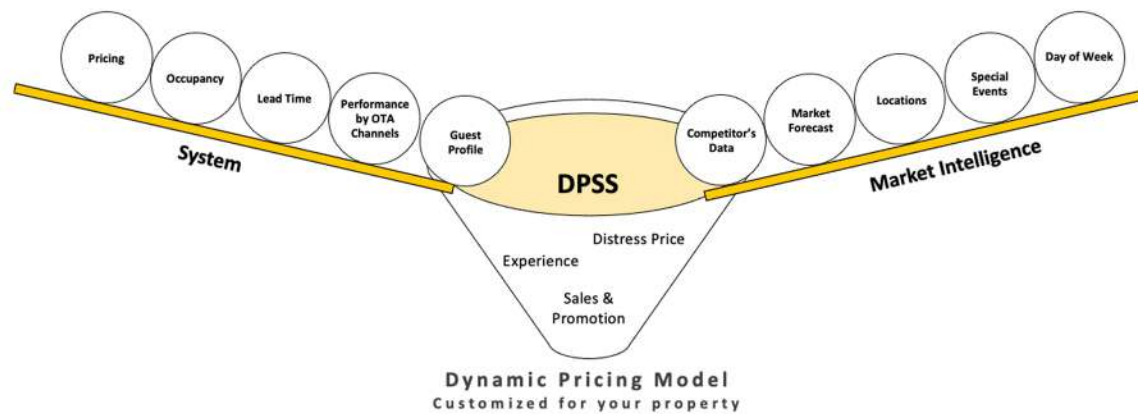 Pricing
Occupancy
Lead Time
Performance
by OTA
Channels
Guest
Profile
System
DPSS
Competitor's
Data
Market
Forecast
Locations
Special
Events
Day of Week
Market Intelligence
Distress Price
Experience
Sales &
Promotion
Dynamic Pricing Model
Customized for your property